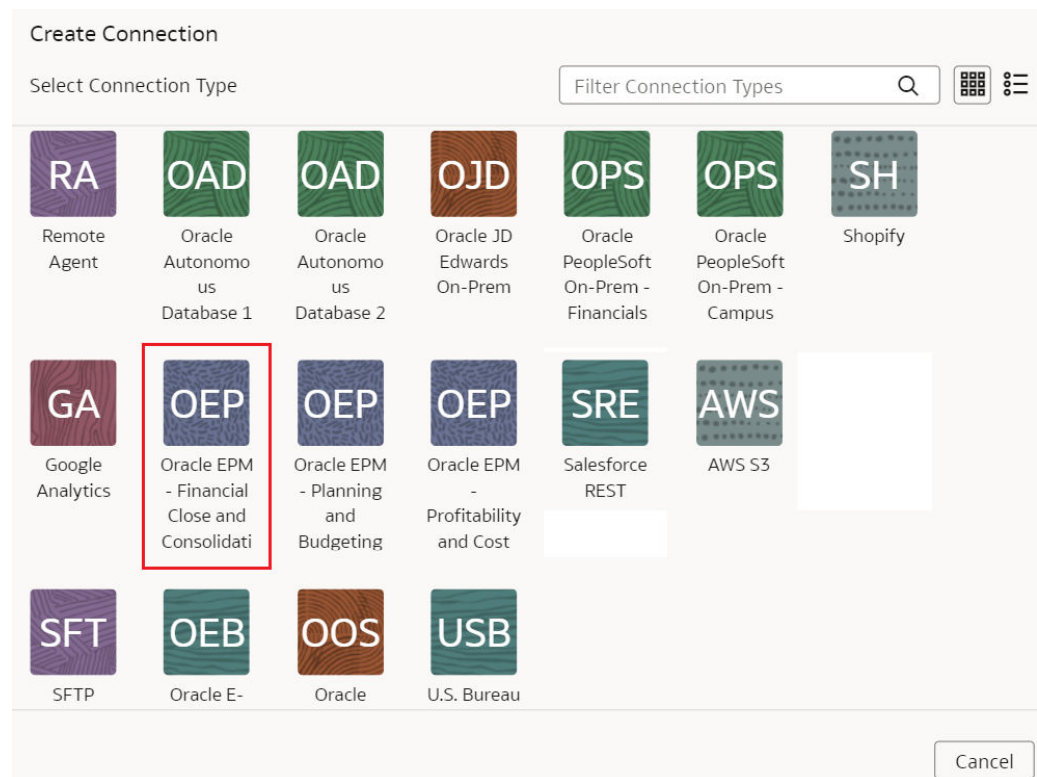 Create Connection
Select Connection Type
Filter Connection Types
RA
OAD
OAD
OJD
OPS
OPS
SH
Remote
Agent
Oracle
Autonomo
us
Database 1
Oracle
Autonomo
us
Database 2
Oracle JD
Edwards
On-Prem
Oracle
PeopleSoft
On-Prem -
Financials
Oracle
PeopleSoft
On-Prem -
Campus
Shopify
GA
OEP
OEP
OEP
SRE
AWS
Google
Analytics
Oracle EPM
- Financial
Close and
Consolidati
Oracle EPM
- Planning
and
Budgeting
Oracle EPM
-
Profitability
and Cost
Salesforce
REST
AWS S3
SFT
OEB
OOS
USB
SFTP
Oracle E-
Oracle
U.S. Bureau
Cancel